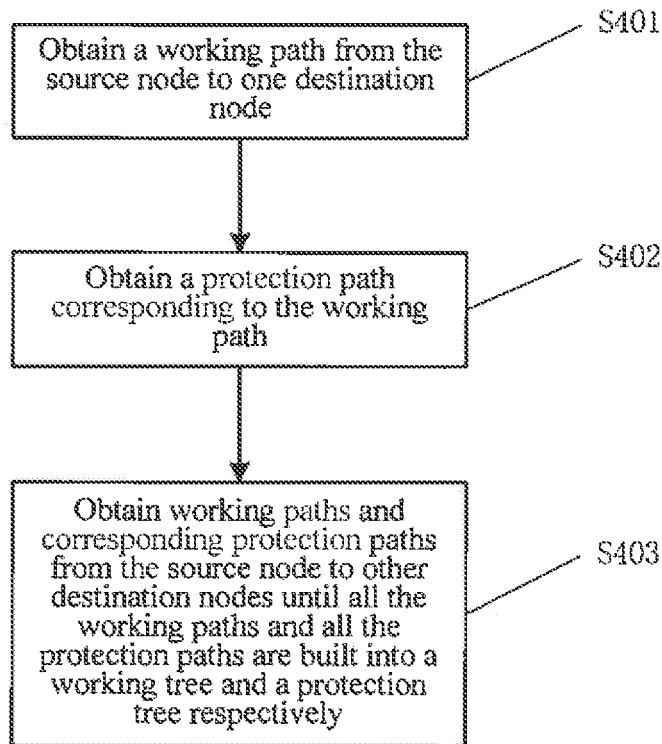 Obtain a working path from the
source node to one destination
node
S401
Obtain a protection path
corresponding to the working
path
S402
Obtain working paths and
corresponding protection paths
from the source node to other
destination nodes until all the
working paths and all the
protection paths are built into a
working tree and a protection
tree respectively
S403